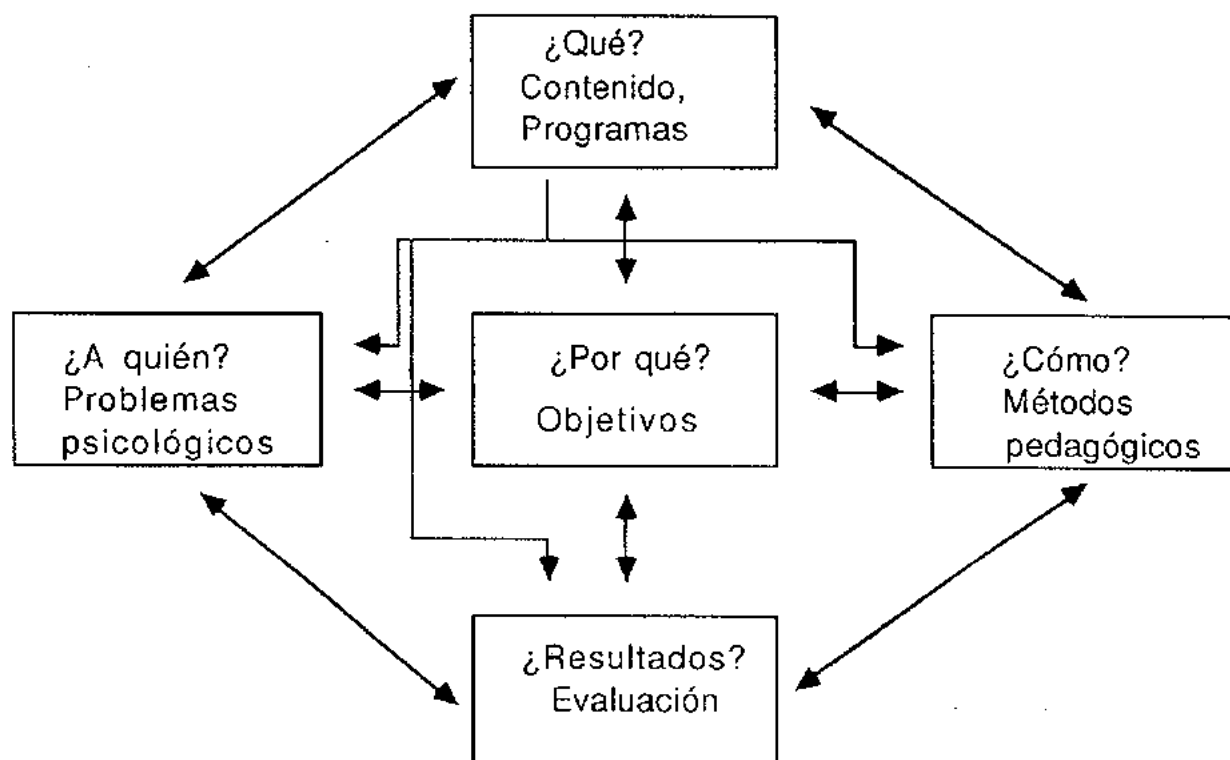 ¿Qué?
Contenido,
Programas
¿A quién?
Problemas
psicológicos
¿Por qué?
Objetivos
¿Cómo?
Métodos
pedagógicos
¿Resultados?
Evaluación